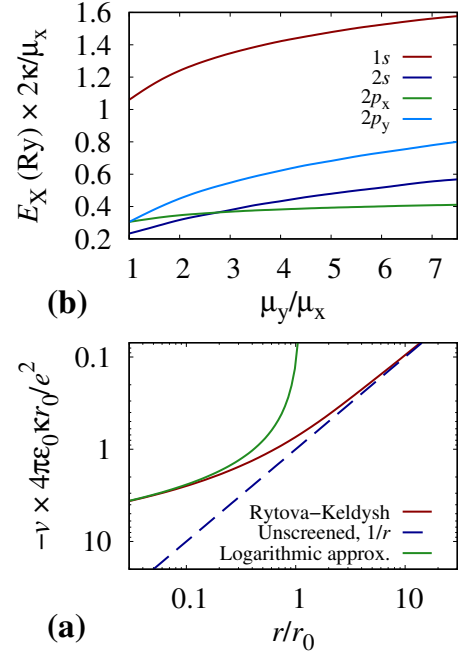 1.6
1.4
1.2
1
0.8
0.6
0.4
0.2
E_X (Ry) × 2κ/μ_x
1s
2s
2p_x
2p_y
1 2 3 4 5 6 7
(b)
μ_y/μ_x
0.1
1
10
−v × 4πε_0κr_0/e^2
Rytova−Keldysh
Unscreened, 1/r
Logarithmic approx.
0.1 1 10
(a)
r/r_0